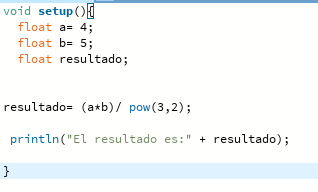 void setup(){
float a= 4;
float b= 5;
float resultado;
resultado= (a*b)/ pow(3,2);
println("El resultado es:" + resultado);
}